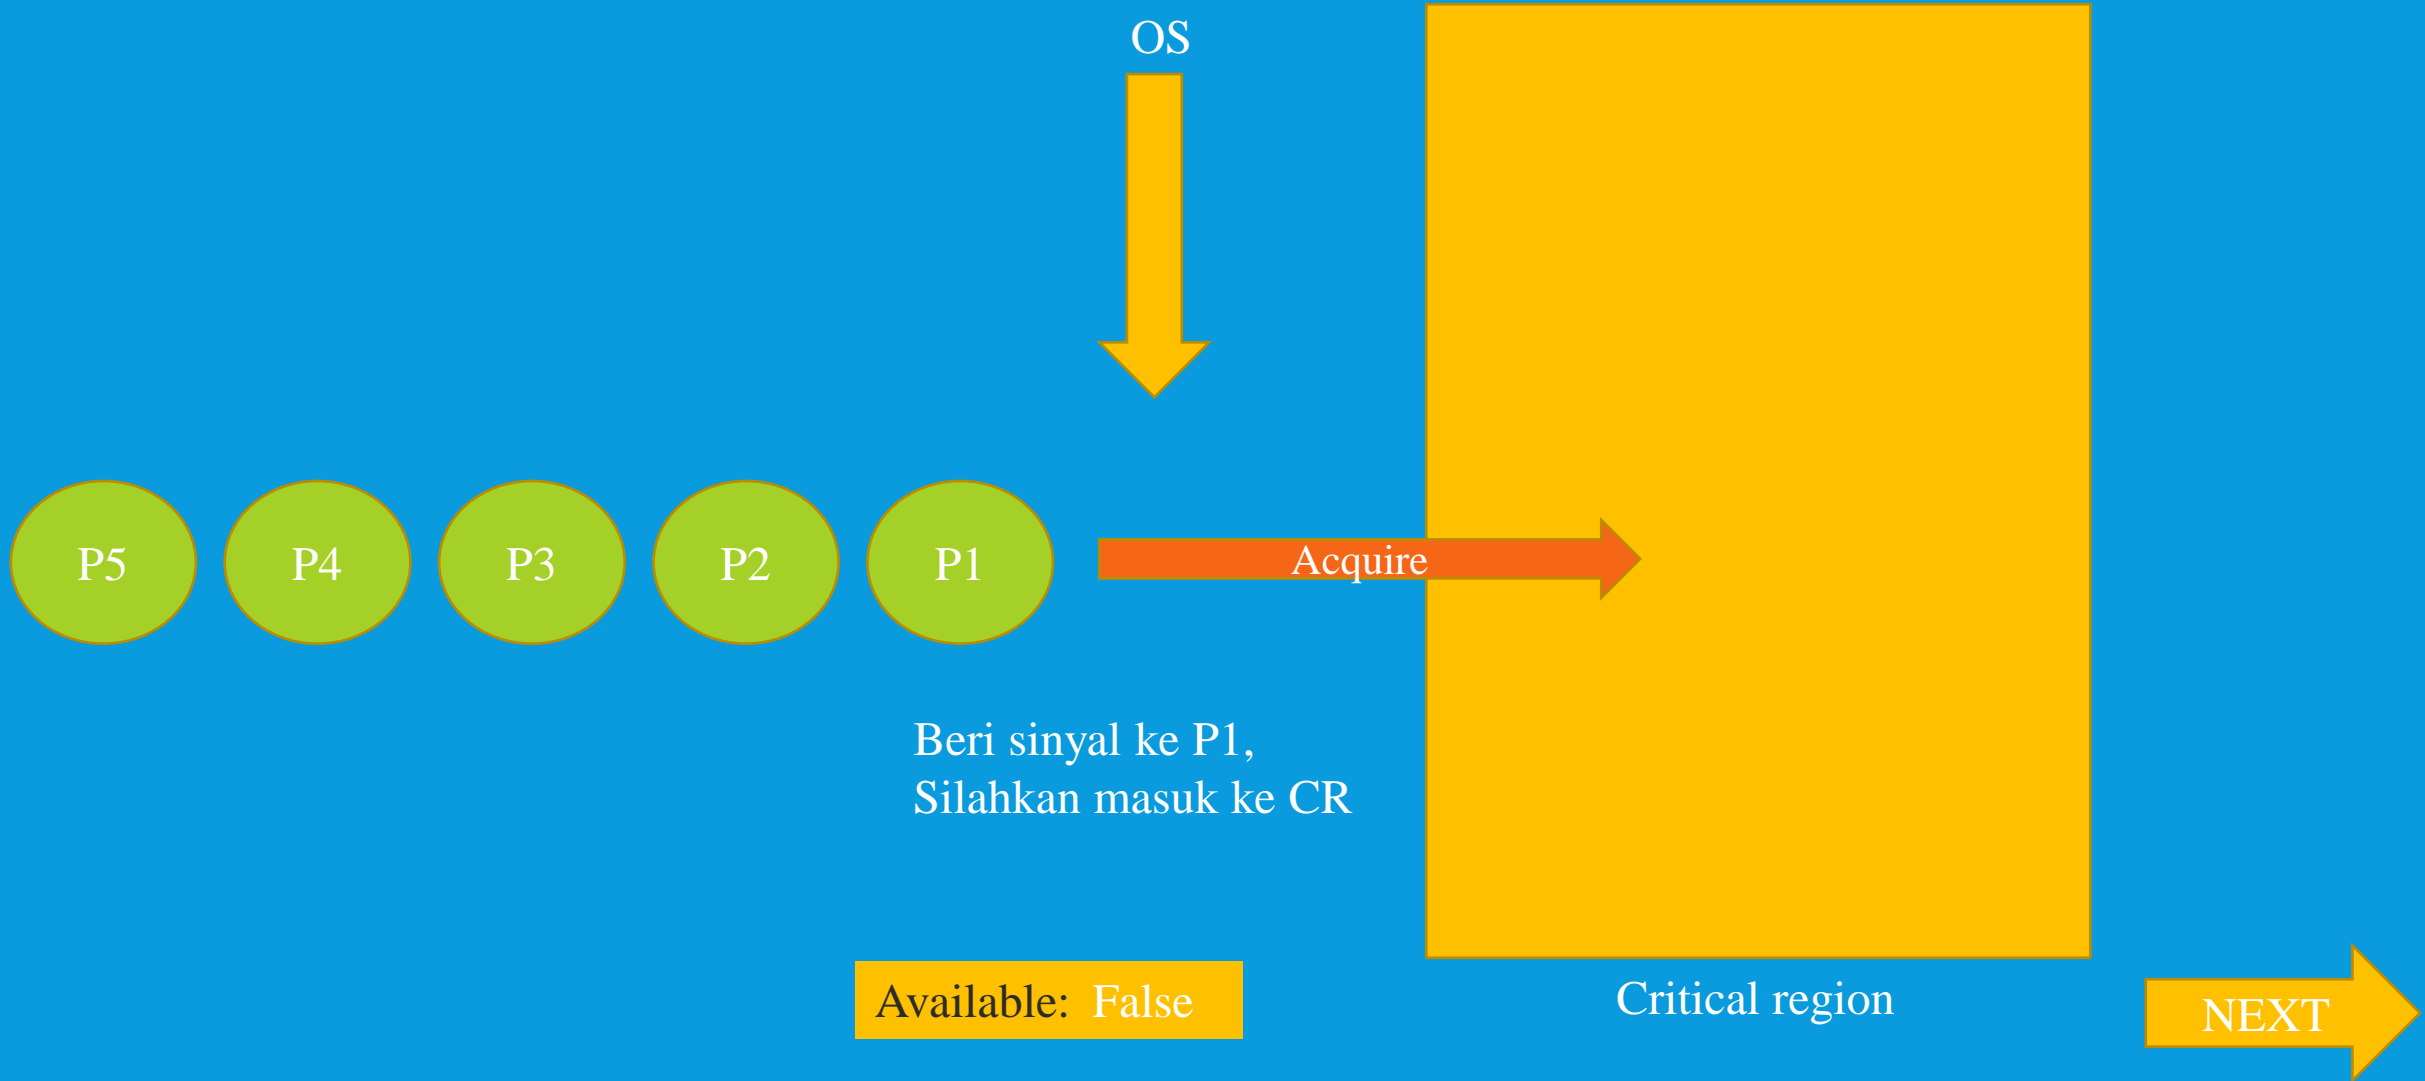 OS
P5
P4
P3
P2
P1
Acquire
Beri sinyal ke P1,
Silahkan masuk ke CR
Available: False
Critical region
NEXT